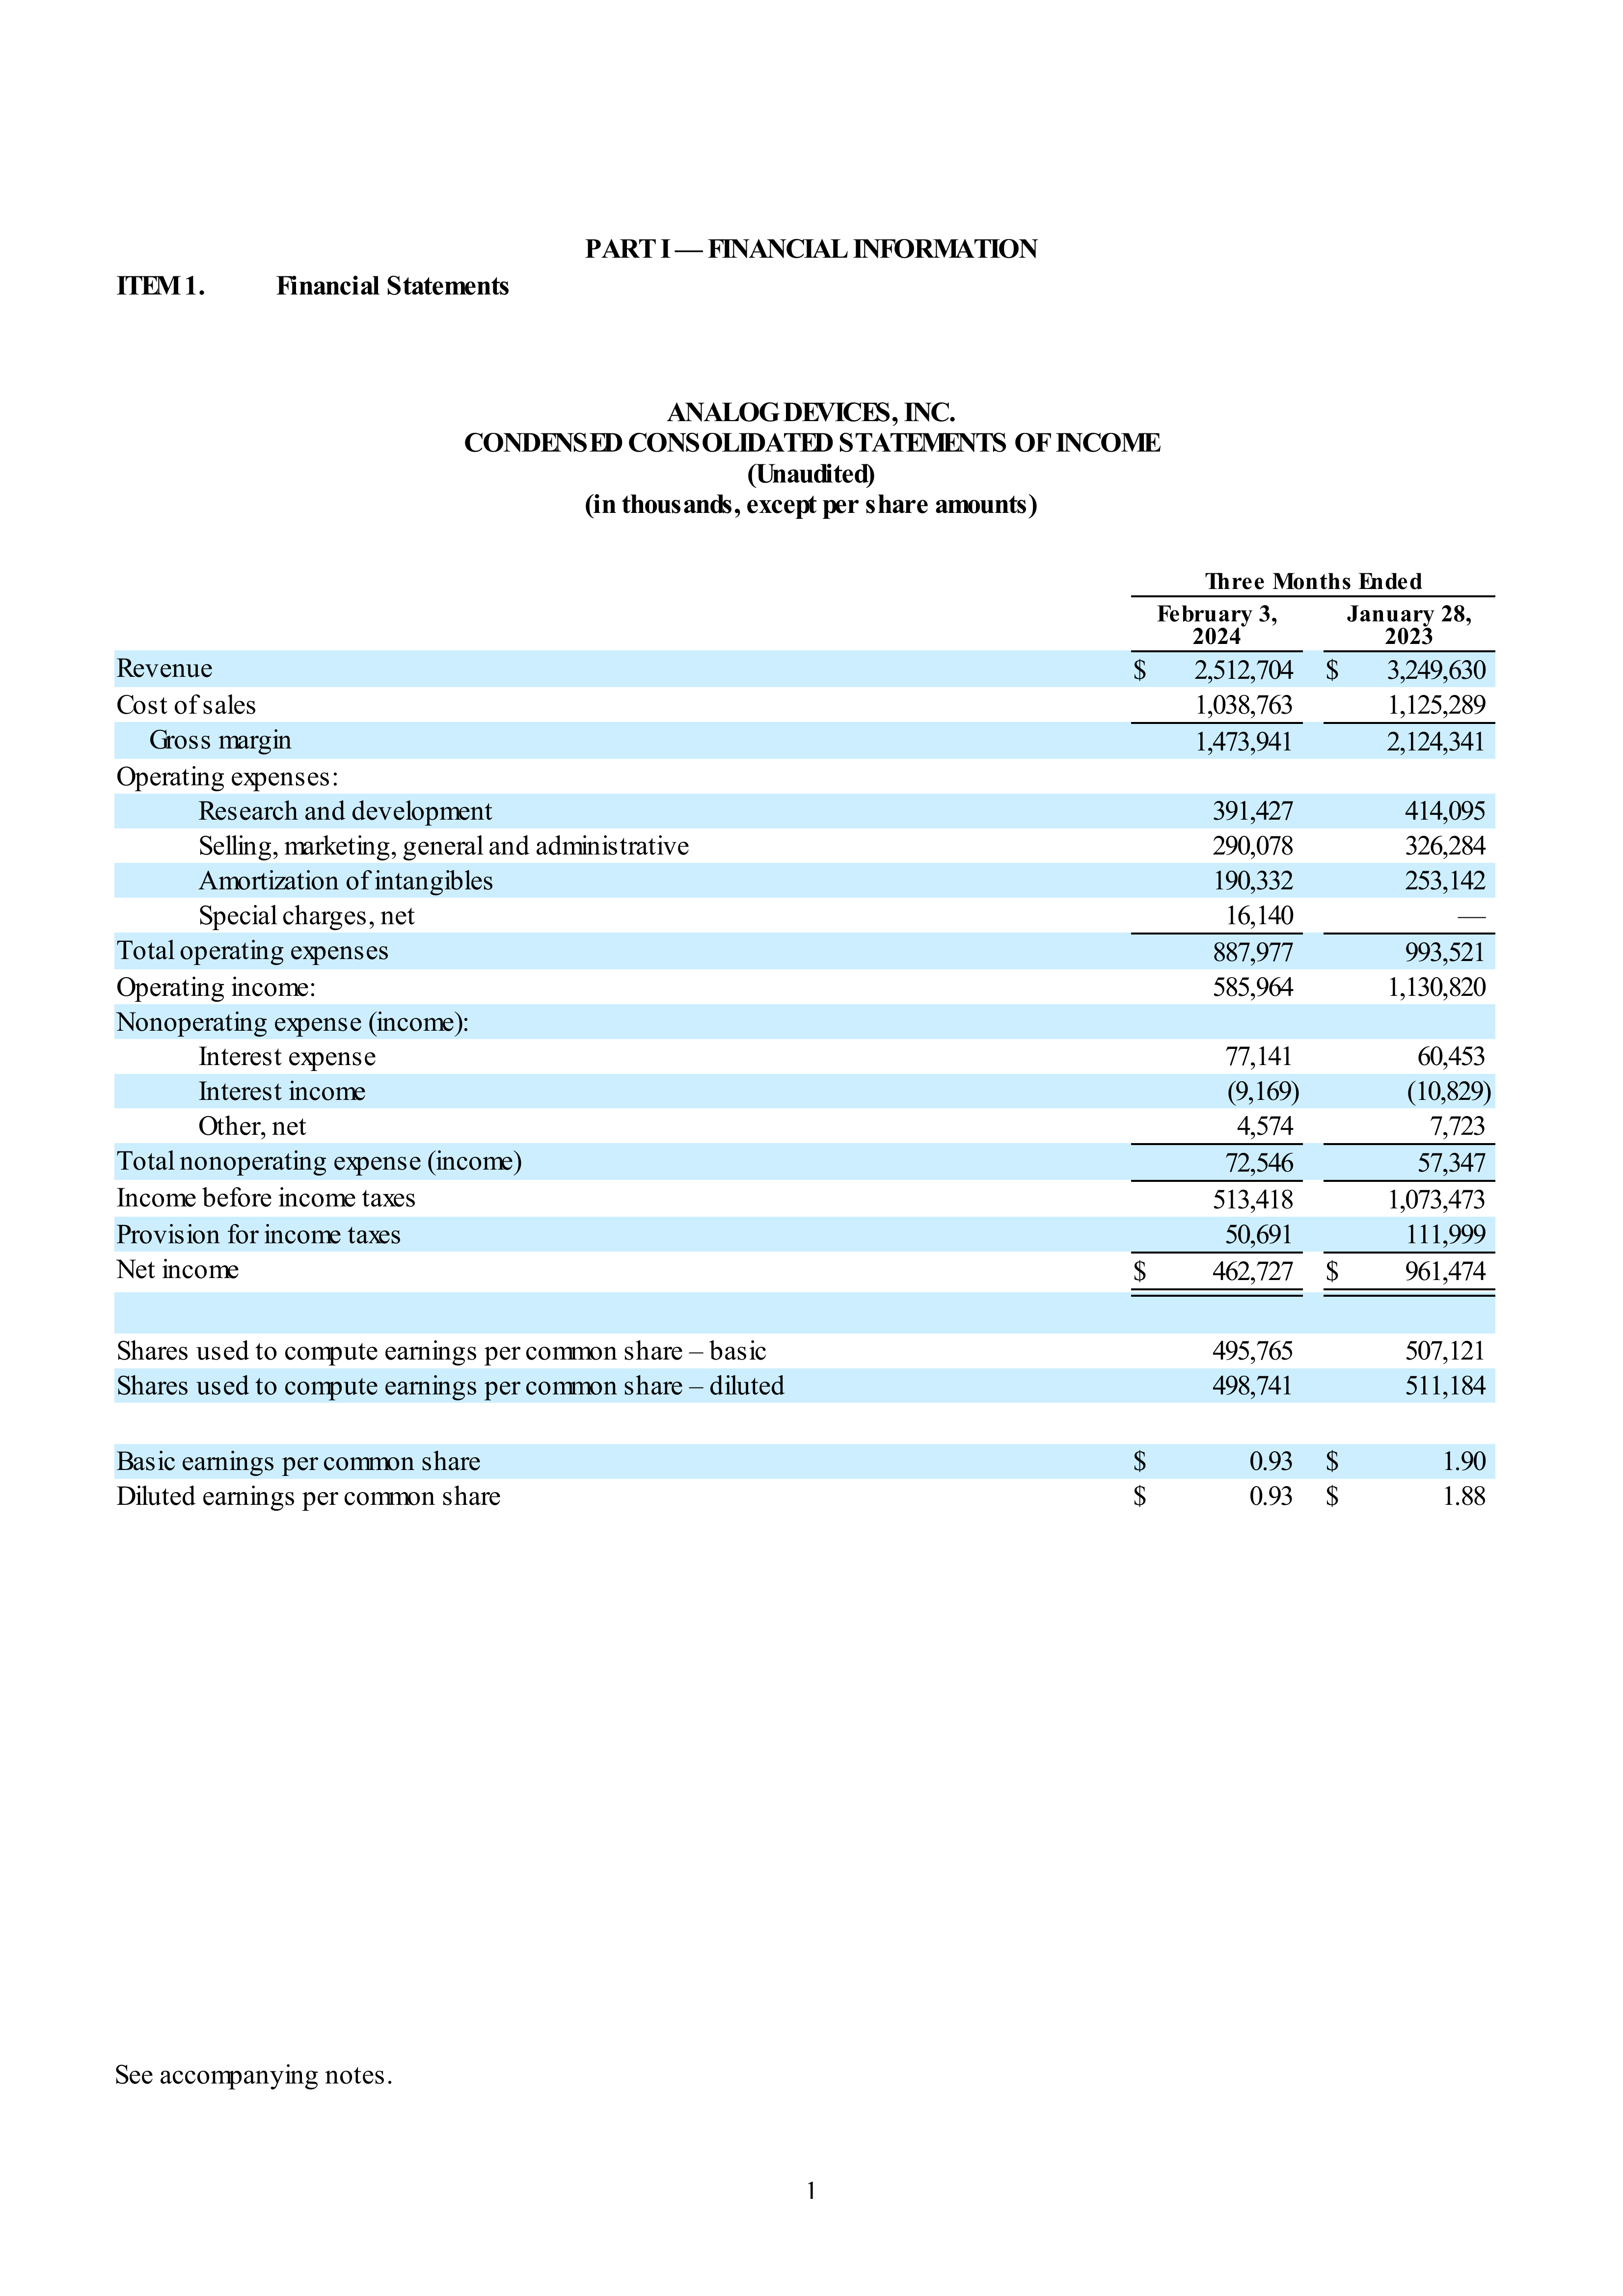 PART I — FINANCIAL INFORMATION
ITEM 1. Financial Statements
ANALOG DEVICES, INC.
CONDENSED CONSOLIDATED STATEMENTS OF INCOME
(Unaudited)
(in thousands, except per share amounts)
Three Months Ended
February 3, 2024 January 28, 2023
Revenue $ 2,512,704 $ 3,249,630
Cost of sales 1,038,763 1,125,289
Gross margin 1,473,941 2,124,341
Operating expenses:
Research and development 391,427 414,095
Selling, marketing, general and administrative 290,078 326,284
Amortization of intangibles 190,332 253,142
Special charges, net 16,140 —
Total operating expenses 887,977 993,521
Operating income: 585,964 1,130,820
Nonoperating expense (income):
Interest expense 77,141 60,453
Interest income (9,169) (10,829)
Other, net 4,574 7,723
Total nonoperating expense (income) 72,546 57,347
Income before income taxes 513,418 1,073,473
Provision for income taxes 50,691 111,999
Net income $ 462,727 $ 961,474
Shares used to compute earnings per common share – basic 495,765 507,121
Shares used to compute earnings per common share – diluted 498,741 511,184
Basic earnings per common share $ 0.93 $ 1.90
Diluted earnings per common share $ 0.93 $ 1.88
See accompanying notes.
1